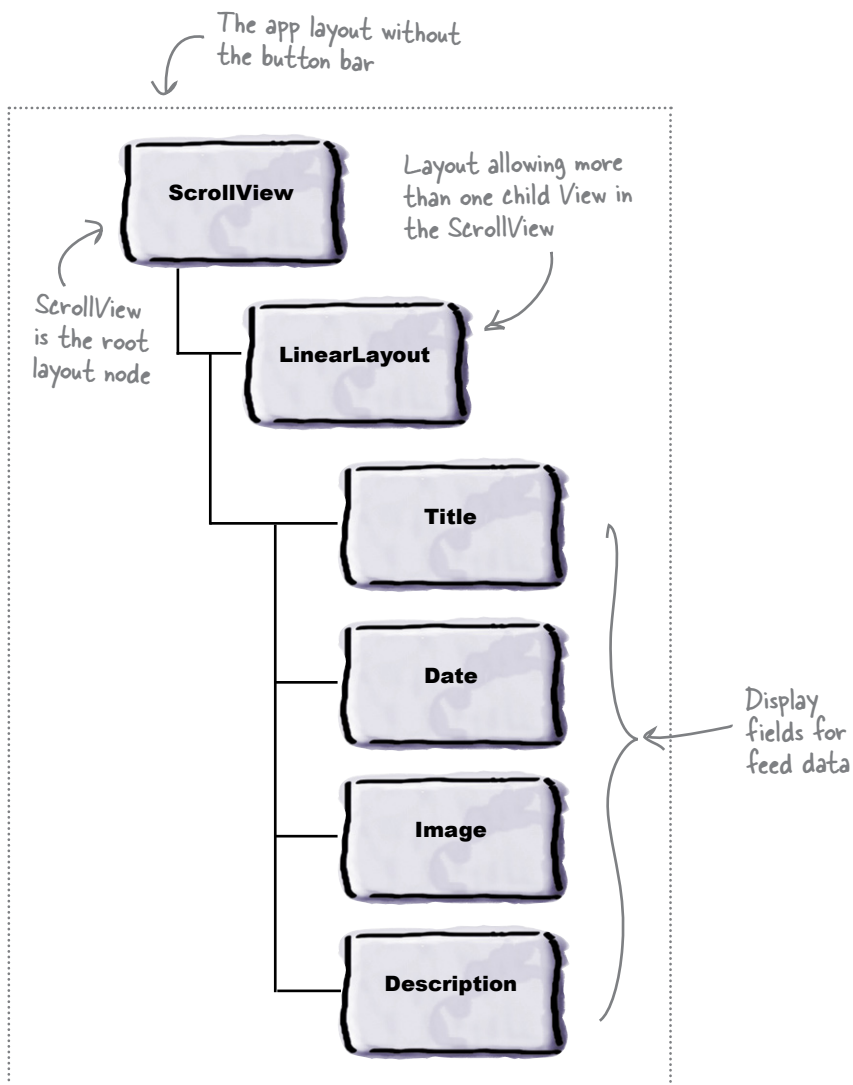 The app layout without
the button bar
ScrollView
Layout allowing more
than one child View in
the ScrollView
ScrollView
is the root
layout node
LinearLayout
Title
Date
Image
Description
Display
fields for
feed data